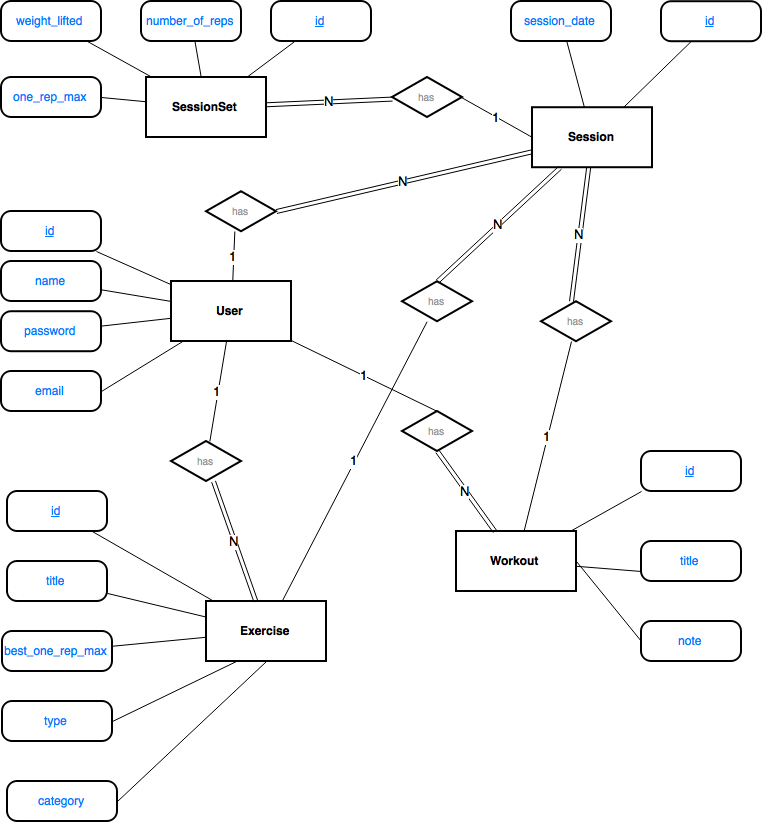 weight_lifted
number_of_reps
id
session_date
id
one_rep_max
SessionSet
N
has
1
Session
N
has
1
N
N
id
name
password
email
User
has
has
1
1
has
N
1
has
N
1
1
id
title
note
Workout
id
title
best_one_rep_max
type
category
N
Exercise